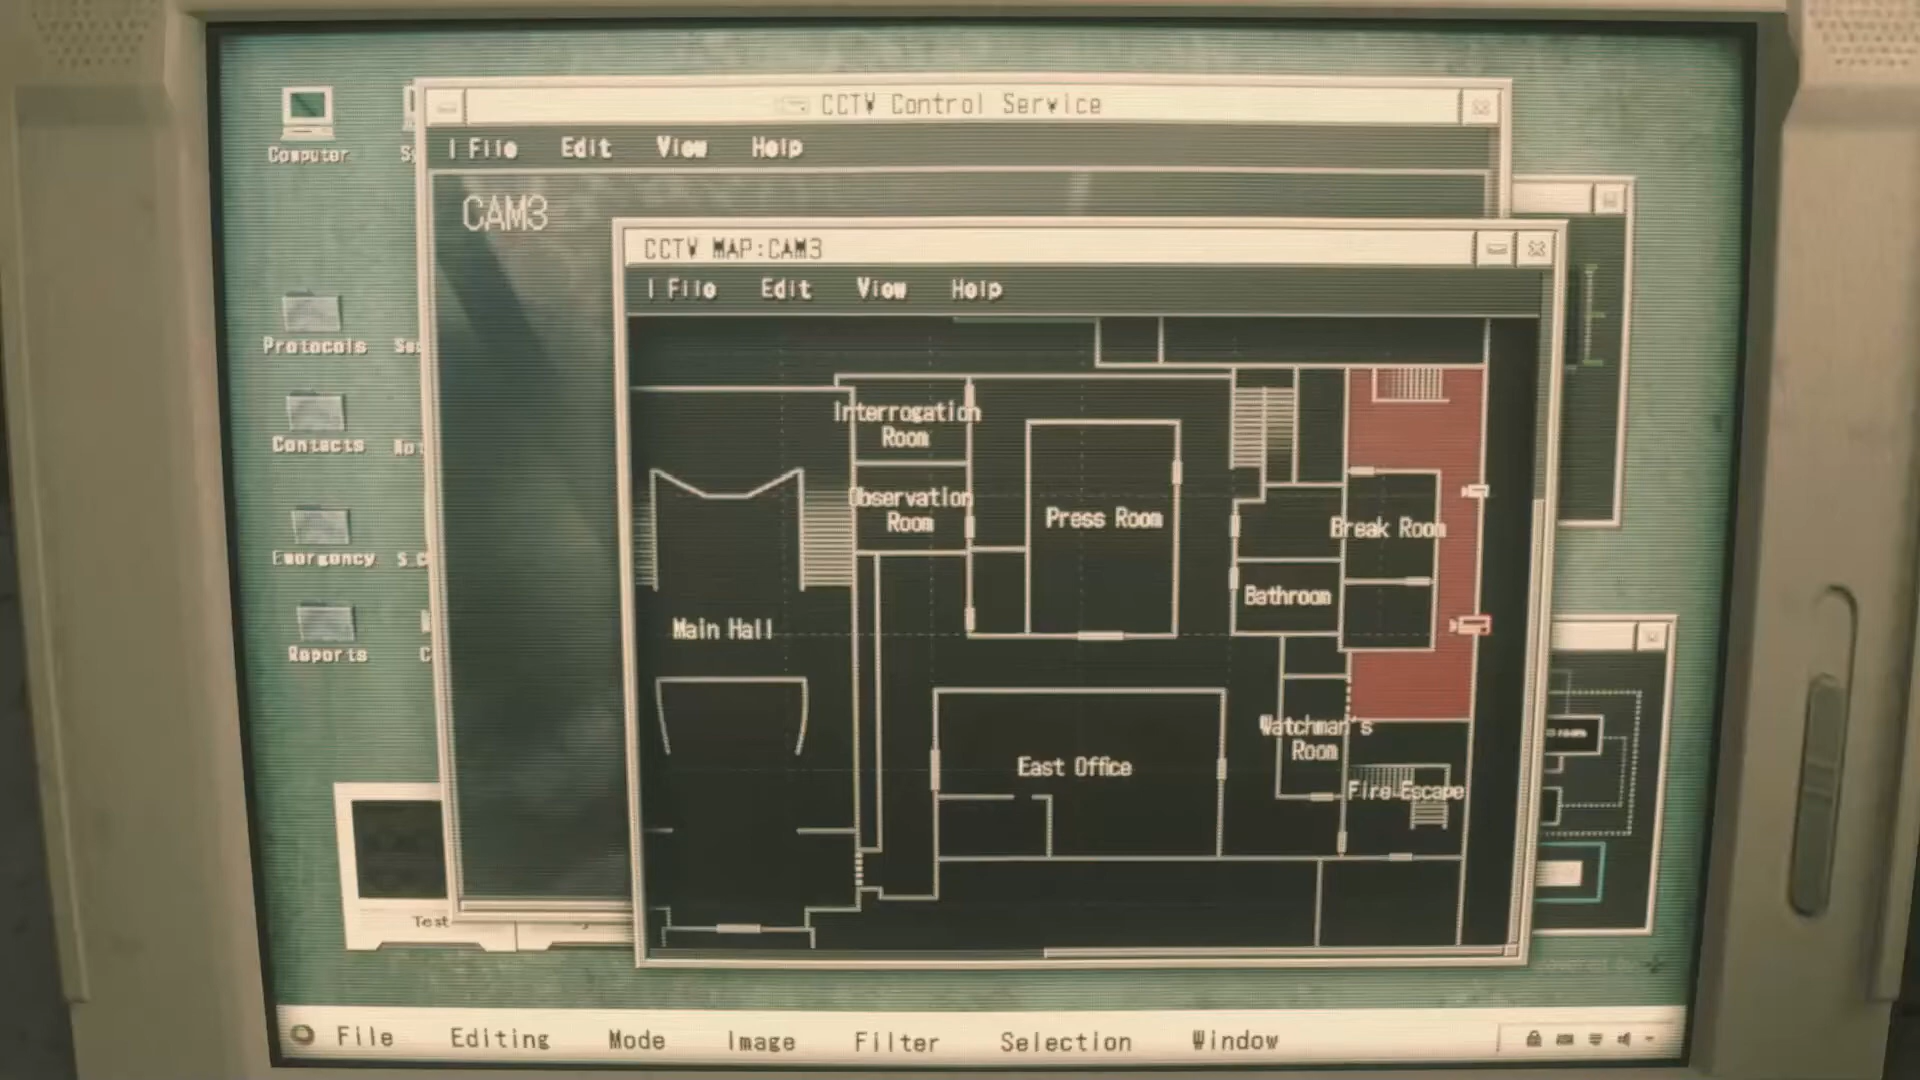 CCTV Control Service
File Edit View Help
Computer
CAM3
CCTV MAP:CAM3
File Edit View Help
Protocols
Contacts
Emergency
Reports
Interrogation
Room
Observation
Room
Press Room
Break Room
Bathroom
Main Hall
Watchman's
Room
East Office
Fire Escape
Test
File Editing Mode Image Filter Selection Window